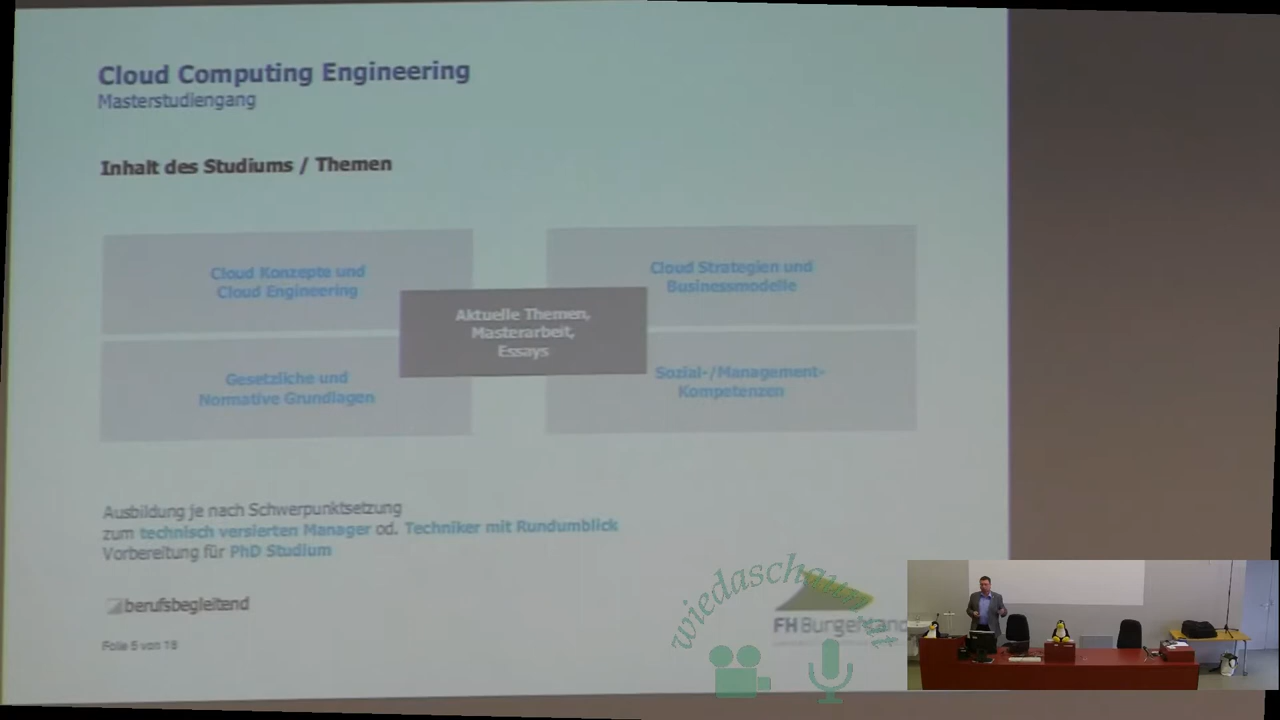 Cloud Computing Engineering
Masterstudiengang
Inhalt des Studiums / Themen
Cloud Konzepte und
Cloud Engineering
Cloud Strategien und
Businessmodelle
Aktuelle Themen,
Masterarbeit,
Essays
Gesetzliche und
Normative Grundlagen
Sozial-/Management-
Kompetenzen
Ausbildung je nach Schwerpunktsetzung
zum technisch versierten Manager od. Techniker mit Rundumblick
Vorbereitung für PhD Studium
berufsbegleitend
Folie 5 von 18
wiedaschaun.at
FH Burgenland